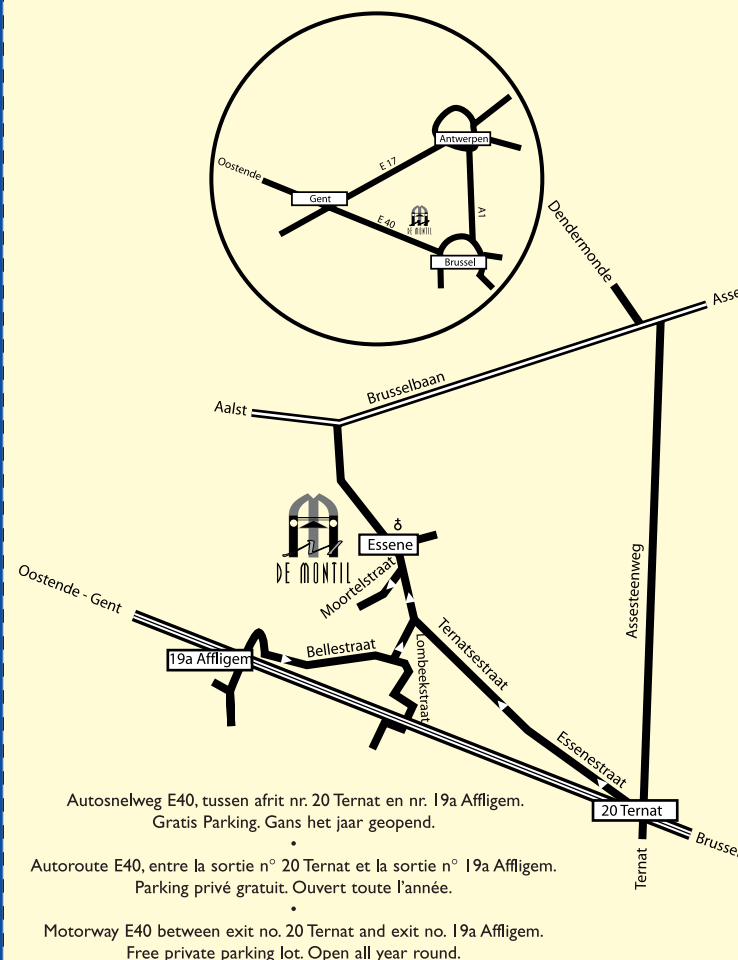 Antwerpen
E 17
Oostende
Gent
A1
E 40
DE MONTIL
Brussel
Dendermonde
Asse
Brusselbaan
Aalst
Essene
DE MONTIL
Moortelstraat
Oostende - Gent
Assesteenweg
Ternatsestraat
Bellestraat
Lombeekstraat
19a Affligem
Essenestraat
20 Ternat
Brussel
Ternat
Autosnelweg E40, tussen afrit nr. 20 Ternat en nr. 19a Affligem.
Gratis Parking. Gans het jaar geopend.
•
Autoroute E40, entre la sortie n° 20 Ternat et la sortie n° 19a Affligem.
Parking privé gratuit. Ouvert toute l'année.
•
Motorway E40 between exit no. 20 Ternat and exit no. 19a Affligem.
Free private parking lot. Open all year round.